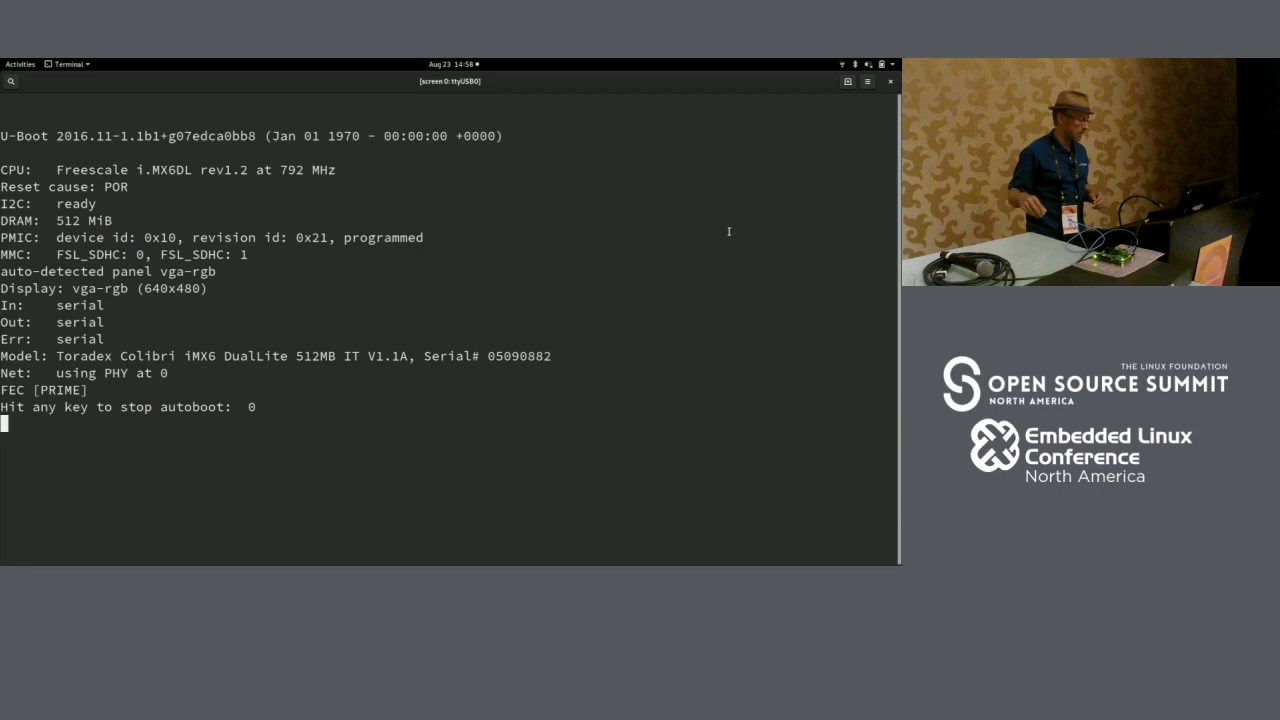 Activities
Terminal
Aug 23 14:58
[screen 0: ttyUSB0]
U-Boot 2016.11-1.1b1+g07edca0bb8 (Jan 01 1970 - 00:00:00 +0000)
CPU:   Freescale i.MX6DL rev1.2 at 792 MHz
Reset cause: POR
I2C:   ready
DRAM:  512 MiB
PMIC:  device id: 0x10, revision id: 0x21, programmed
MMC:   FSL_SDHC: 0, FSL_SDHC: 1
auto-detected panel vga-rgb
Display: vga-rgb (640x480)
In:    serial
Out:   serial
Err:   serial
Model: Toradex Colibri iMX6 DualLite 512MB IT V1.1A, Serial# 05090882
Net:   using PHY at 0
FEC [PRIME]
Hit any key to stop autoboot:  0
THE LINUX FOUNDATION
OPEN SOURCE SUMMIT
NORTH AMERICA
Embedded Linux
Conference
North America